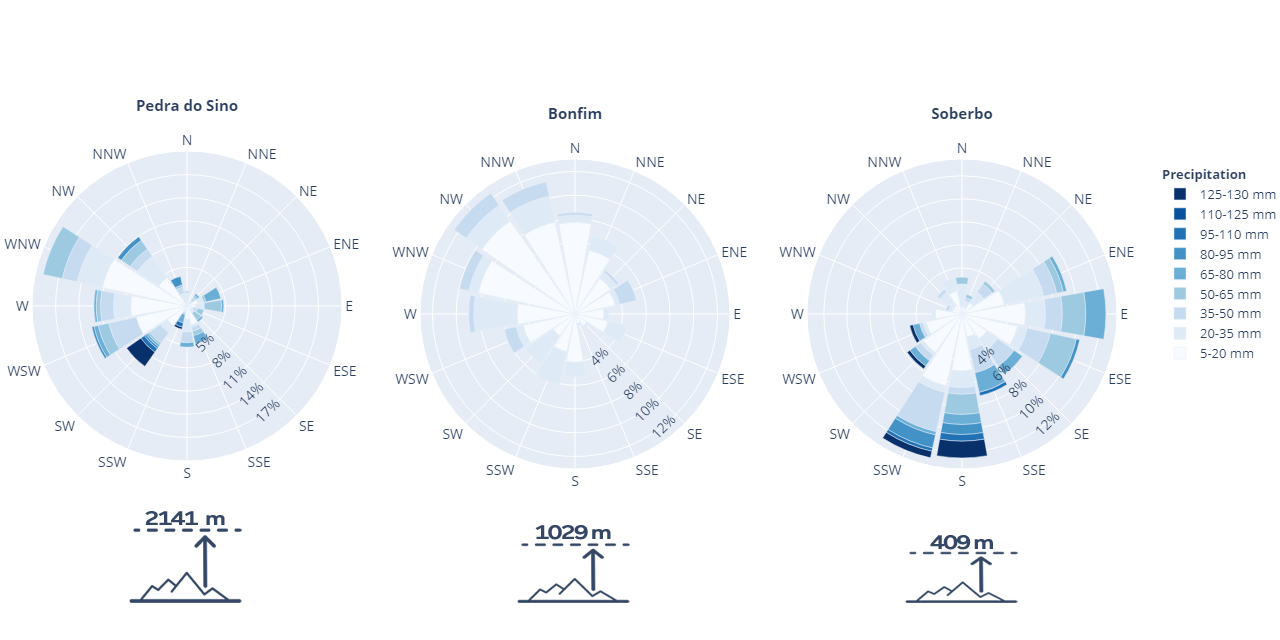 Pedra do Sino
N
NNE
NE
ENE
E
ESE
SE
SSE
S
SSW
SW
WSW
W
WNW
NW
NNW
5%
8%
11%
14%
17%
2141 m
Bonfim
N
NNE
NE
ENE
E
ESE
SE
SSE
S
SSW
SW
WSW
W
WNW
NW
NNW
4%
6%
8%
10%
12%
1029 m
Soberbo
N
NNE
NE
ENE
E
ESE
SE
SSE
S
SSW
SW
WSW
W
WNW
NW
NNW
4%
6%
8%
10%
12%
409 m
Precipitation
125-130 mm
110-125 mm
95-110 mm
80-95 mm
65-80 mm
50-65 mm
35-50 mm
20-35 mm
5-20 mm